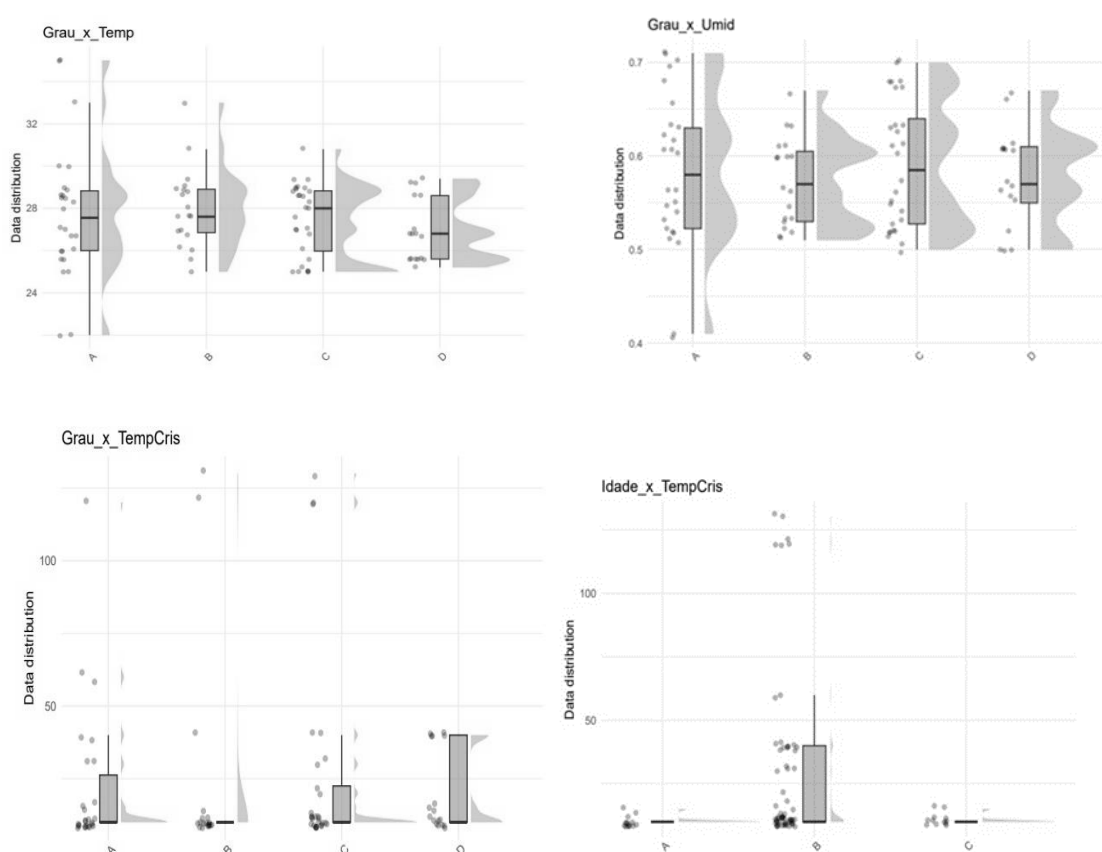 Grau_x_Temp
Data distribution
32
28
24
A
B
C
D
Grau_x_Umid
Data distribution
0.7
0.6
0.5
0.4
A
B
C
D
Grau_x_TempCris
Data distribution
100
50
A
B
C
D
Idade_x_TempCris
Data distribution
100
50
A
B
C